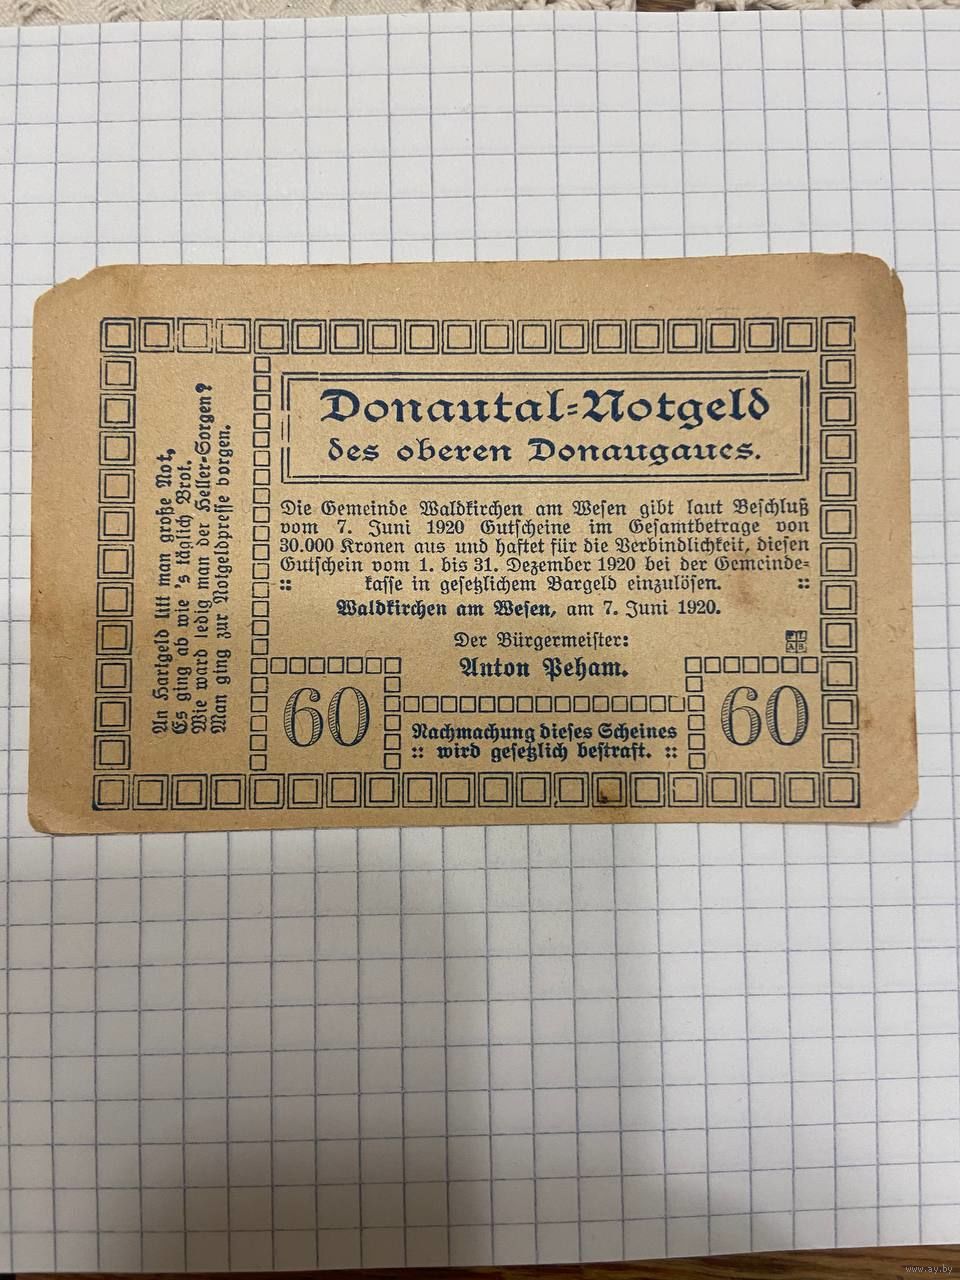 Donautal-Notgeld
des oberen Donaugaues.
Die Gemeinde Waldkirchen am Wesen gibt laut Beschluß
vom 7. Juni 1920 Gutscheine im Gesamtbetrage von
30.000 Kronen aus und haftet für die Verbindlichkeit, diesen
Gutschein vom 1. bis 31. Dezember 1920 bei der Gemeinde-
:: kasse in gesetzlichem Bargeld einzulösen. ::
Waldkirchen am Wesen, am 7. Juni 1920.
Der Bürgermeister:
Anton Peham.
60
60
Nachmachung dieses Scheines
:: wird gesetzlich bestraft. ::
An Hartgeld litt man große Not,
Es ging ab wie 's täglich Brot.
Wie ward ledig man der Heller-Sorgen?
Man ging zur Notgeldpresse borgen.
www.ay.by